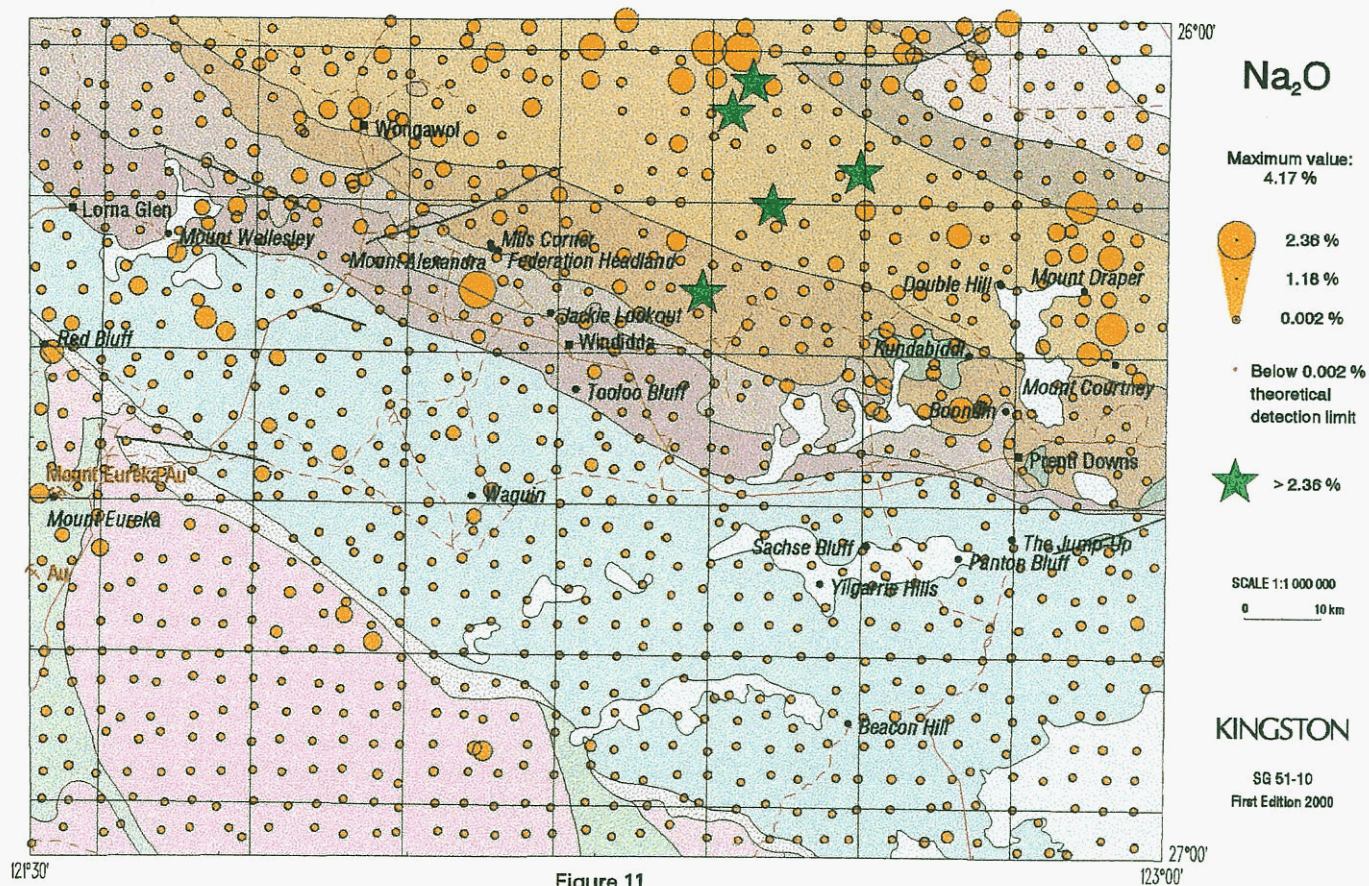 26°00'
Na₂O
Maximum value:
4.17 %
2.36 %
1.18 %
0.002 %
Below 0.002 %
theoretical
detection limit
> 2.36 %
SCALE 1:1 000 000
0 10 km
KINGSTON
SG 51-10
First Edition 2000
Wongawol
Lorna Glen
Mount Wellesley
Mils Corner
Mount Alexandra
Federation Headland
Double Hill
Mount Draper
Jackie Lookout
Red Bluff
Windidda
Kundabiddi
Mount Courtney
Tooloo Bluff
Boondin
Prenti Downs
Mount Eureka Au
Waguin
Mount Eureka
Sachse Bluff
The Jump-Up
Panton Bluff
Au
Yilgarrie Hills
Beacon Hill
27°00'
121°30'
123°00'
Figure 11